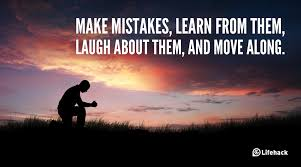 MAKE MISTAKES, LEARN FROM THEM,
LAUGH ABOUT THEM, AND MOVE ALONG.
Lifehack